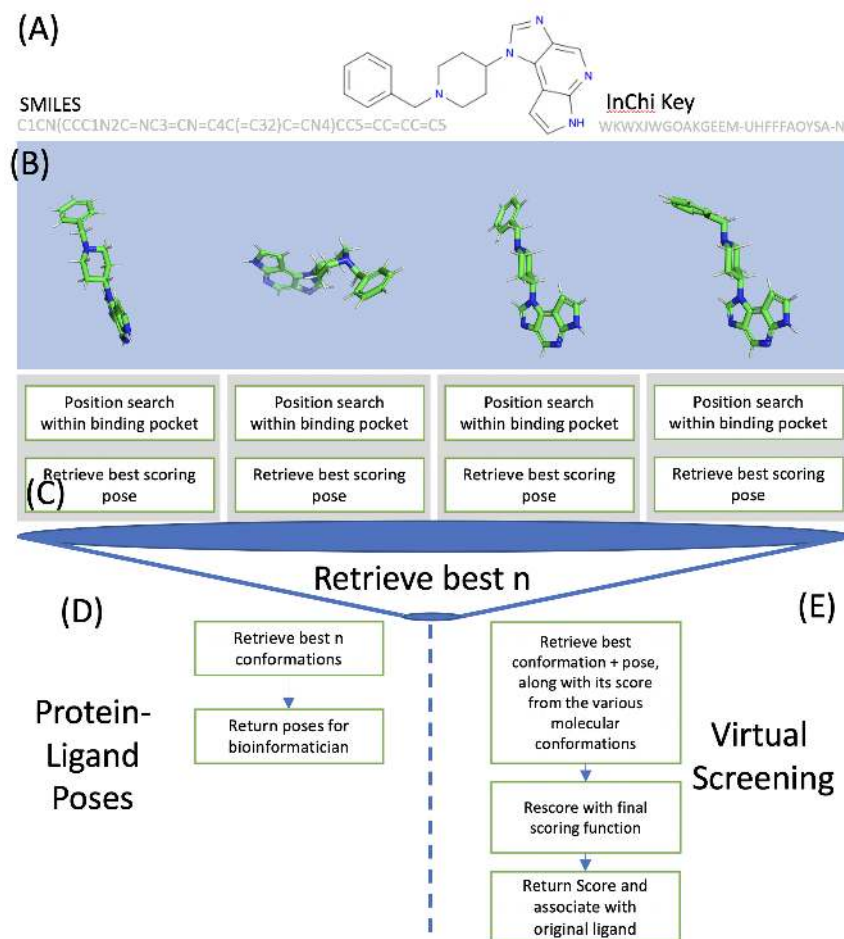 (A)
N
N
N
N
NH
SMILES
InChi Key
C1CN(CCC1N2C=NC3=CN=C4C(=C32)C=CN4)CC5=CC=CC=C5
WKWXJWGOAKGEEM-UHFFFAOYSA-N
(B)
Position search
within binding pocket
Position search
within binding pocket
Position search
within binding pocket
Position search
within binding pocket
Retrieve best scoring
pose
Retrieve best scoring
pose
Retrieve best scoring
pose
Retrieve best scoring
pose
(C)
Retrieve best n
(D)
(E)
Retrieve best n
conformations
Return poses for
bioinformatician
Protein-
Ligand
Poses
Retrieve best
conformation + pose,
along with its score
from the various
molecular
conformations
Rescore with final
scoring function
Return Score and
associate with
original ligand
Virtual
Screening